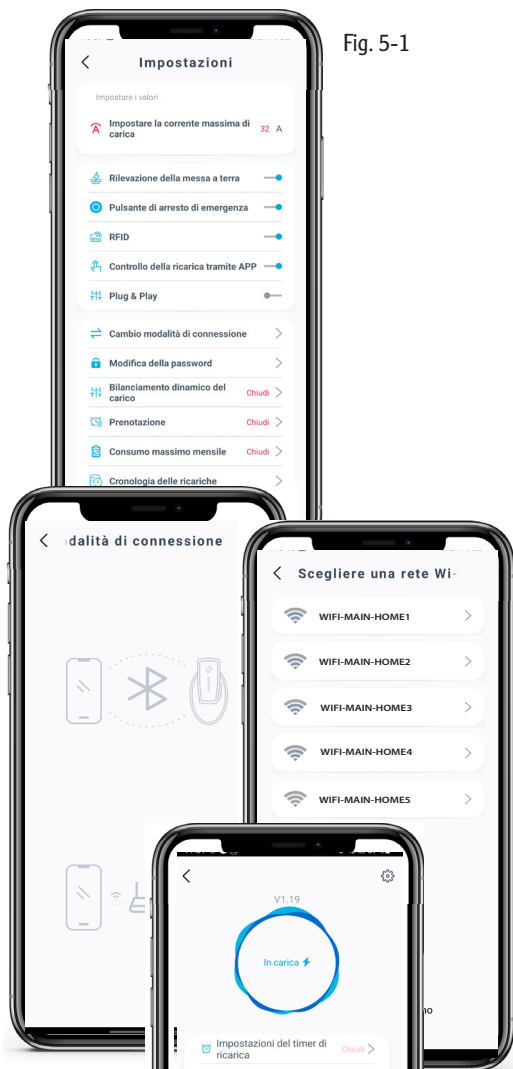 Fig. 5-1
Impostazioni
Impostare i valori
Impostare la corrente massima di
carica
32 A
Rilevazione della messa a terra
Pulsante di arresto di emergenza
RFID
Controllo della ricarica tramite APP
Plug & Play
Cambio modalità di connessione
Modifica della password
Bilanciamento dinamico del
carico
Chiudi
Prenotazione
Chiudi
Consumo massimo mensile
Chiudi
Cronologia delle ricariche
dalità di connessione
Scegliere una rete Wi-
WIFI-MAIN-HOME1
WIFI-MAIN-HOME2
WIFI-MAIN-HOME3
WIFI-MAIN-HOME4
WIFI-MAIN-HOME5
V1.19
In carica
Impostazioni del timer di
ricarica
Chiudi